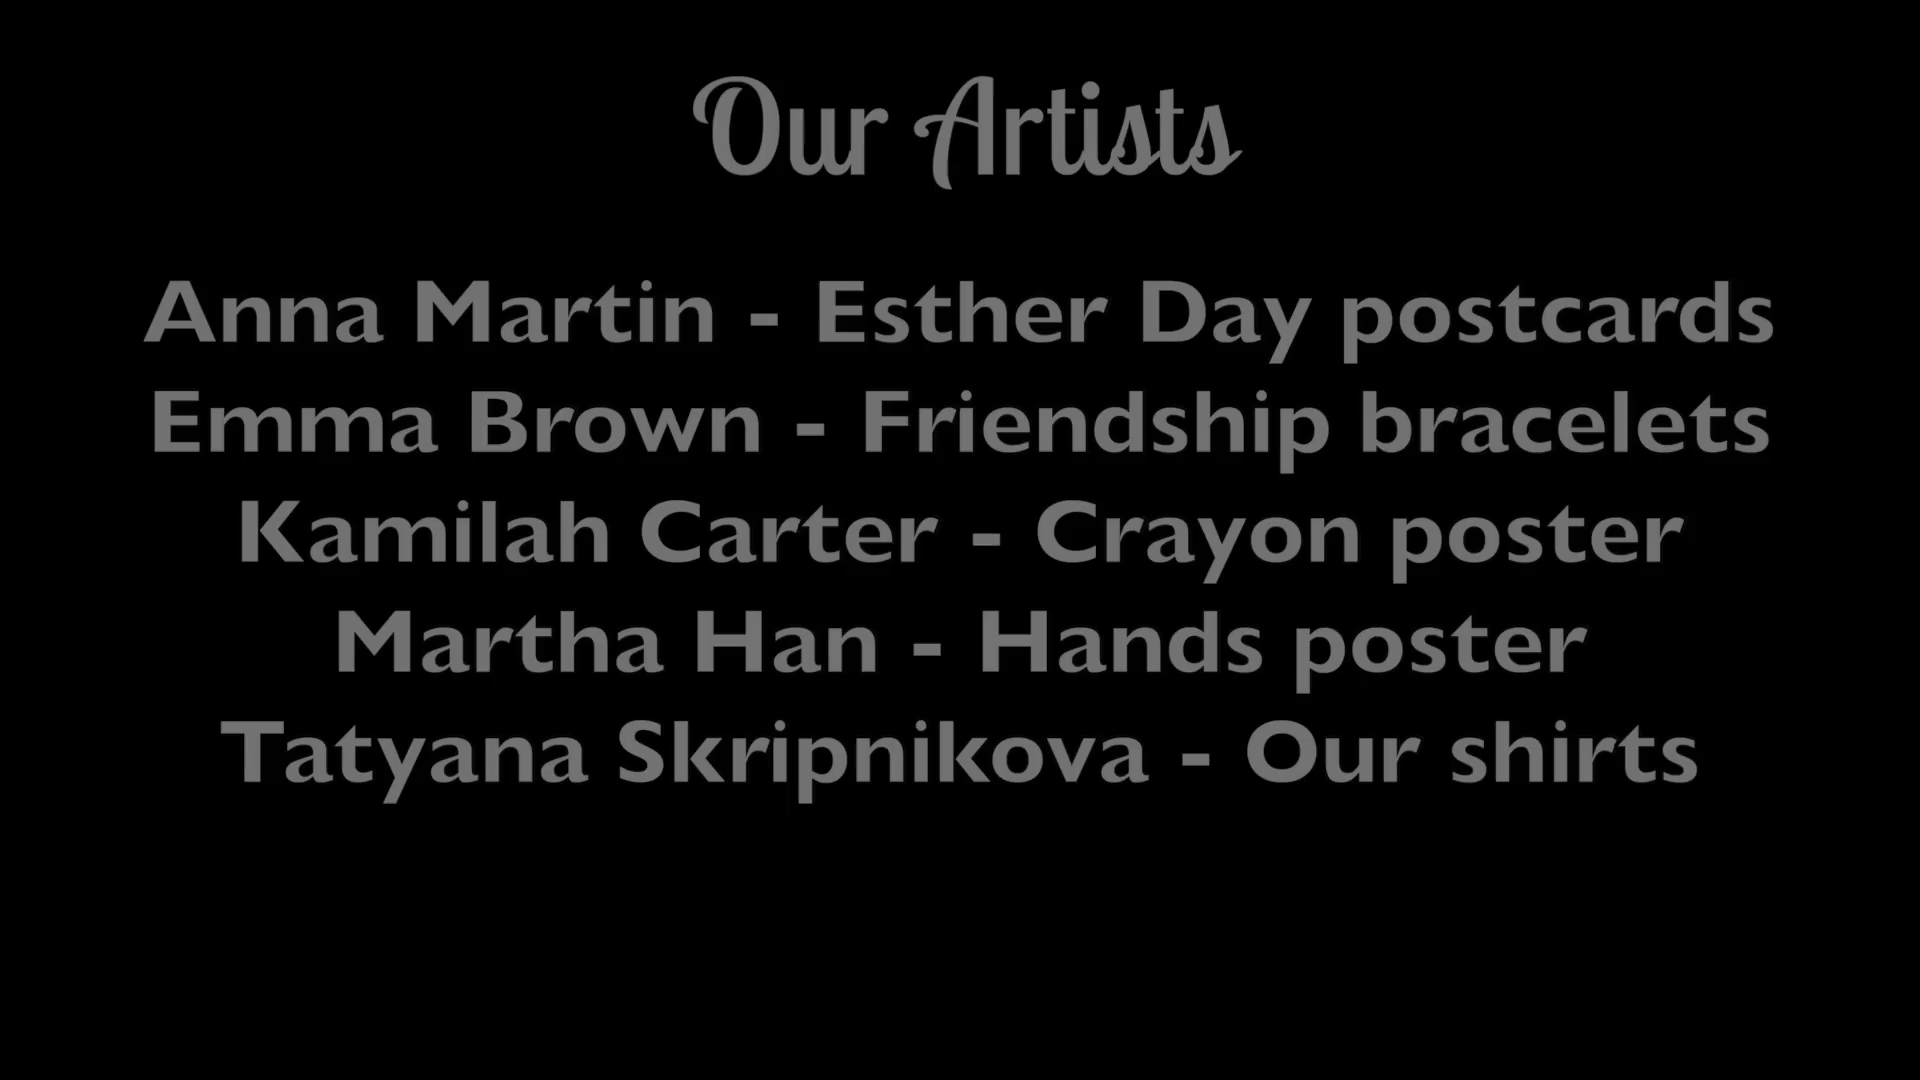 Our Artists
Anna Martin - Esther Day postcards
Emma Brown - Friendship bracelets
Kamilah Carter - Crayon poster
Martha Han - Hands poster
Tatyana Skripnikova - Our shirts